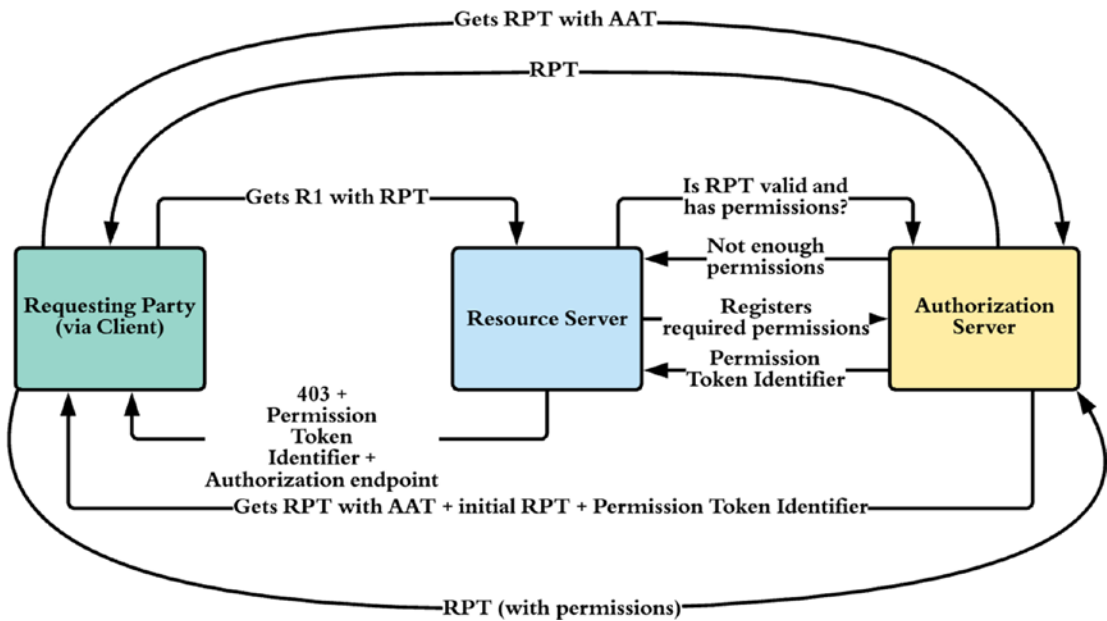 Gets RPT with AAT
RPT
Gets R1 with RPT
Is RPT valid and
has permissions?
Not enough
permissions
Requesting Party
(via Client)
Resource Server
Registers
required permissions
Authorization
Server
Permission
Token Identifier
403 +
Permission
Token
Identifier +
Authorization endpoint
Gets RPT with AAT + initial RPT + Permission Token Identifier
RPT (with permissions)